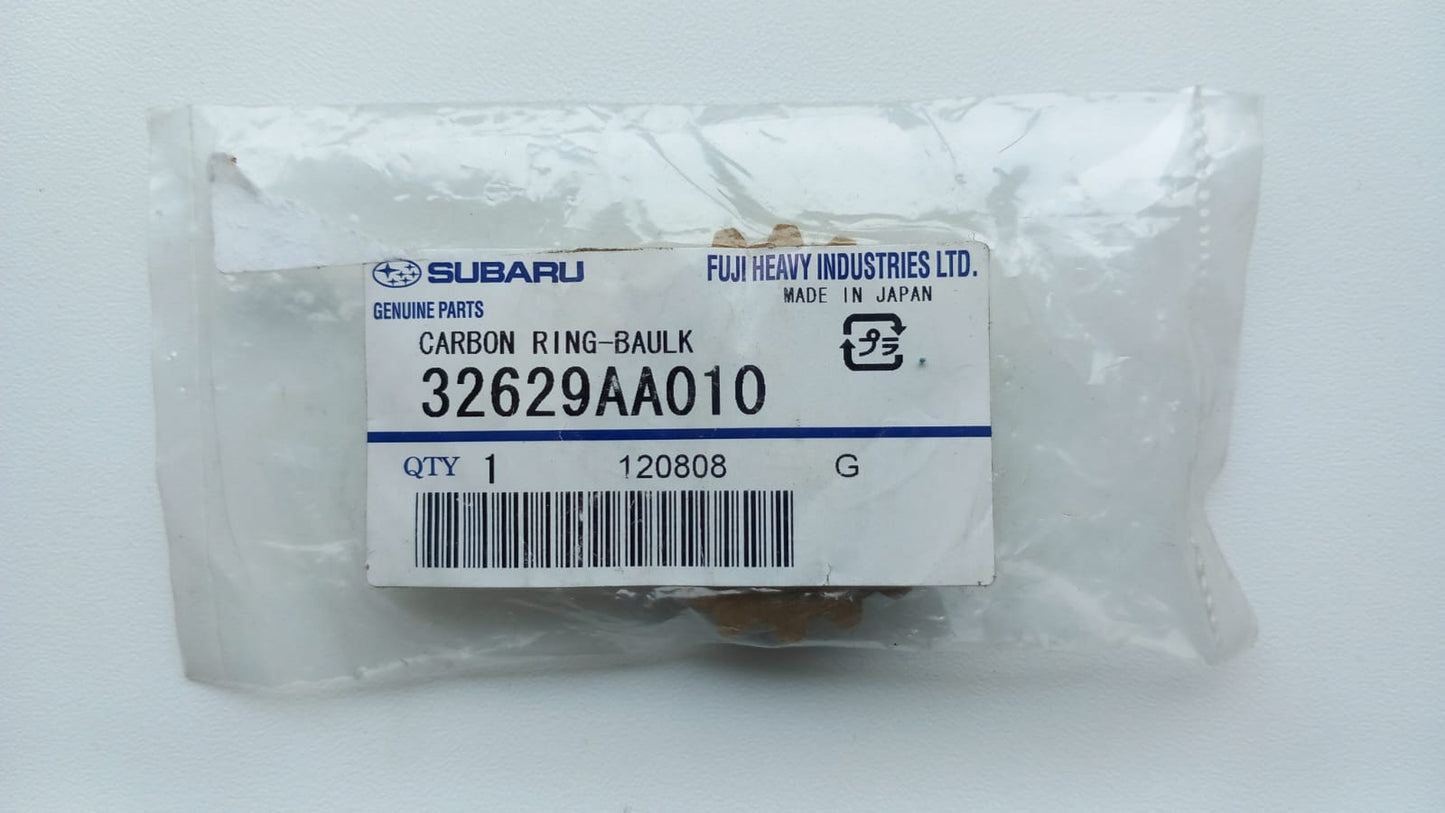 SUBARU FUJI HEAVY INDUSTRIES LTD.
GENUINE PARTS MADE IN JAPAN
CARBON RING-BAULK プラ
32629AA010
QTY 1 120808 G